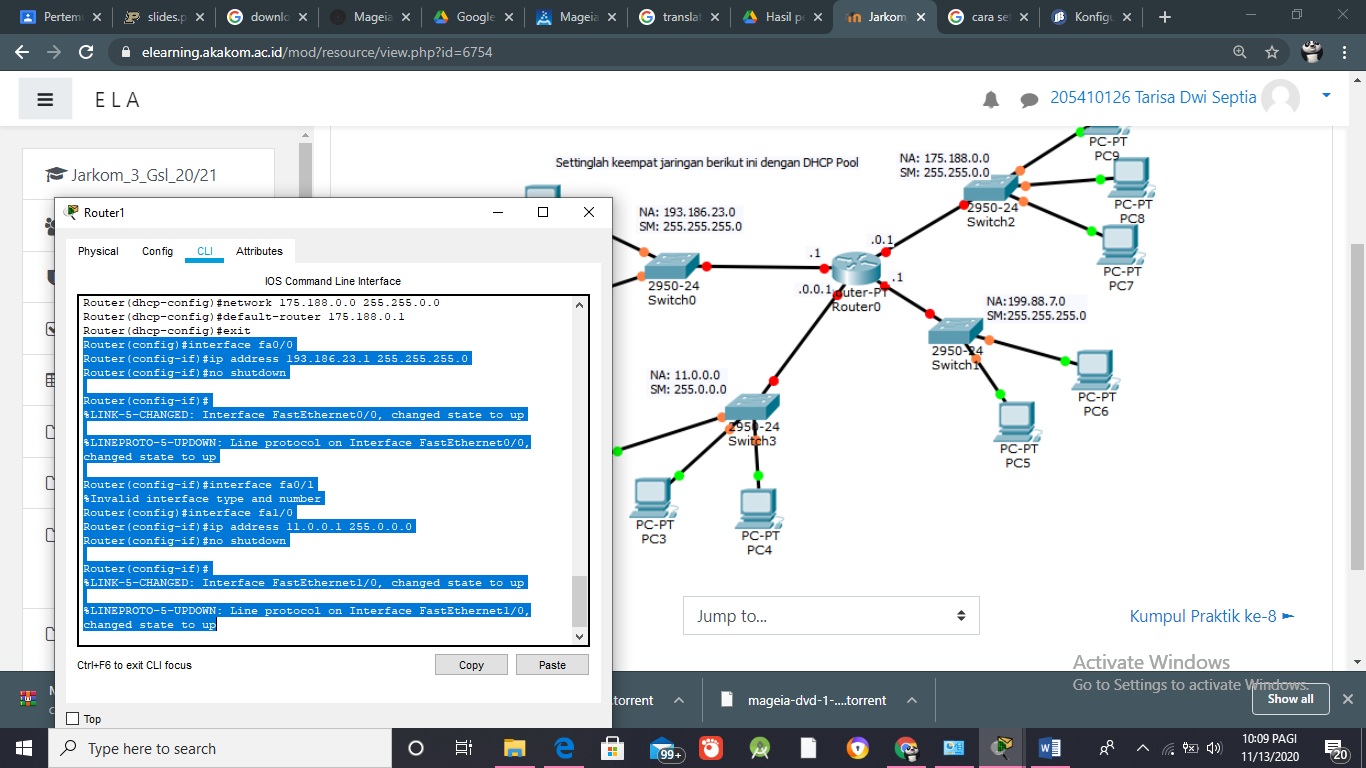 Pertem
slides.p
downlo
Mageia
Google
Mageia
translat
Hasil p
Jarkom
cara se
Konfigu
elearning.akakom.ac.id/mod/resource/view.php?id=6754
E L A
205410126 Tarisa Dwi Septia
Jarkom_3_Gsl_20/21
Settinglah keempat jaringan berikut ini dengan DHCP Pool
NA: 193.186.23.0
SM: 255.255.255.0
NA: 175.188.0.0
SM: 255.255.0.0
PC-PT
PC9
PC-PT
PC8
PC-PT
PC7
2950-24
Switch2
.0.1
.1
.1
.0.0.1
2950-24
Switch0
Router0
NA:199.88.7.0
SM:255.255.255.0
2950-24
Switch1
PC-PT
PC6
PC-PT
PC5
NA: 11.0.0.0
SM: 255.0.0.0
2950-24
Switch3
PC-PT
PC3
PC-PT
PC4
Jump to...
Kumpul Praktik ke-8
Router1
Physical Config CLI Attributes
IOS Command Line Interface
Router(dhcp-config)#network 175.188.0.0 255.255.0.0
Router(dhcp-config)#default-router 175.188.0.1
Router(dhcp-config)#exit
Router(config)#interface fa0/0
Router(config-if)#ip address 193.186.23.1 255.255.255.0
Router(config-if)#no shutdown
Router(config-if)#
%LINK-5-CHANGED: Interface FastEthernet0/0, changed state to up
%LINEPROTO-5-UPDOWN: Line protocol on Interface FastEthernet0/0,
changed state to up
Router(config-if)#interface fa0/1
%Invalid interface type and number
Router(config)#interface fa1/0
Router(config-if)#ip address 11.0.0.1 255.0.0.0
Router(config-if)#no shutdown
Router(config-if)#
%LINK-5-CHANGED: Interface FastEthernet1/0, changed state to up
%LINEPROTO-5-UPDOWN: Line protocol on Interface FastEthernet1/0,
changed state to up
Ctrl+F6 to exit CLI focus
Copy
Paste
Top
Activate Windows
Go to Settings to activate Windows.
.torrent
mageia-dvd-1-....torrent
Show all
Type here to search
99+
10:09 PAGI
11/13/2020
20